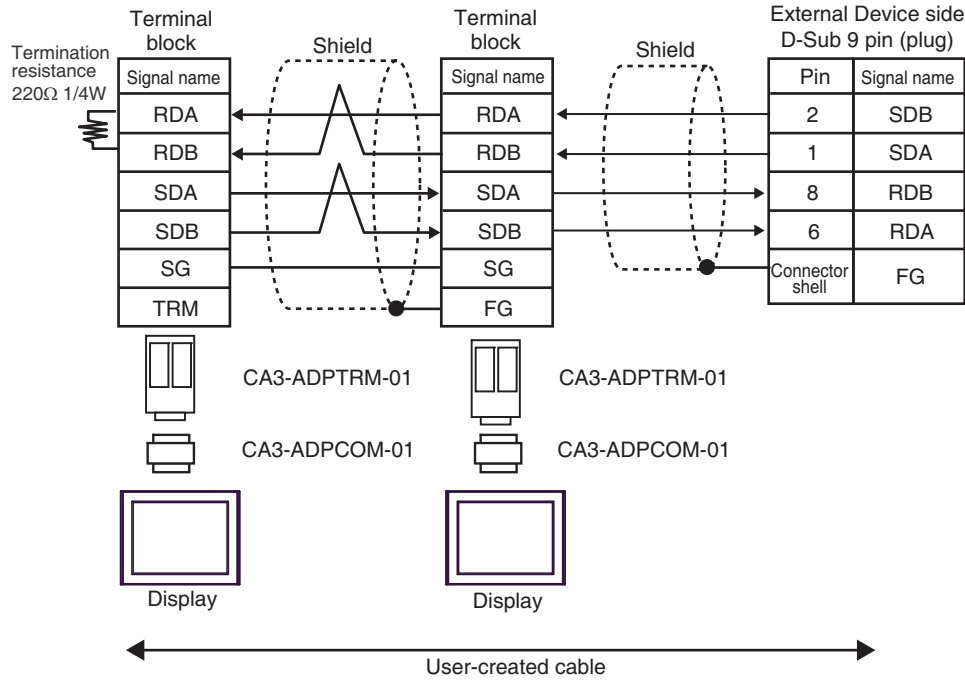 Terminal
block
Terminal
block
External Device side
D-Sub 9 pin (plug)
Termination
resistance
220Ω 1/4W
Shield
Shield
Signal name
Signal name
Pin
Signal name
RDA
RDA
2
SDB
RDB
RDB
1
SDA
SDA
SDA
8
RDB
SDB
SDB
6
RDA
SG
SG
Connector
shell
FG
TRM
FG
CA3-ADPTRM-01
CA3-ADPTRM-01
CA3-ADPCOM-01
CA3-ADPCOM-01
Display
Display
User-created cable